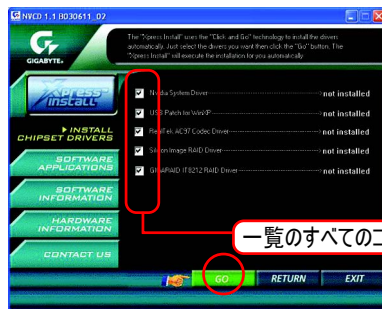 NVCD 1.1 B030611_02
GIGABYTE
The "Xpress Install" uses the "Click and Go" technology to install the drivers
automatically. Just select the drivers you want then click the "GO" button. The
"Xpress Install" will execute the installation for you automatically.
Xpress
INSTALL
Nvidia System Driver
not installed
USB Patch for WinXP
not installed
INSTALL
CHIPSET DRIVERS
RealTek AC97 Codec Driver
not installed
Silicon Image RAID Driver
not installed
SOFTWARE
APPLICATIONS
GIGARAID IT8212 RAID Driver
not installed
SOFTWARE
INFORMATION
HARDWARE
INFORMATION
一覧のすべてのコ
CONTACT US
GO
RETURN
EXIT